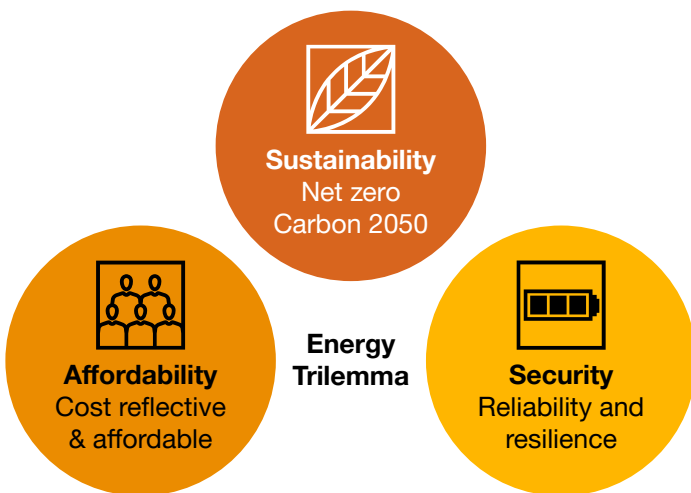 Sustainability
Net zero
Carbon 2050
Energy
Trilemma
Affordability
Cost reflective
& affordable
Security
Reliability and
resilience